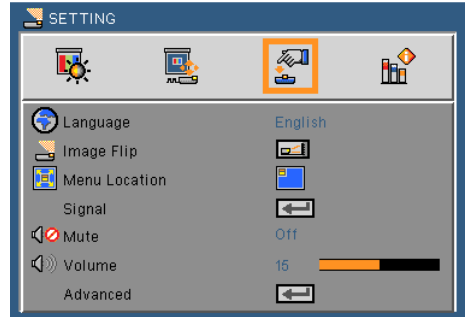 SETTING
Language English
Image Flip
Menu Location
Signal
Mute Off
Volume 15
Advanced